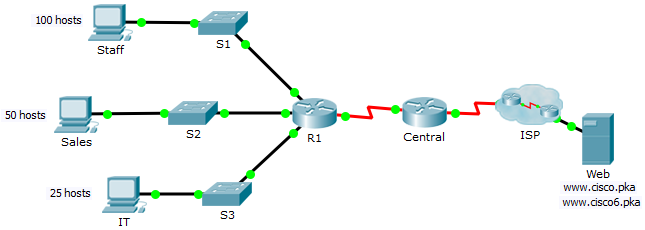 100 hosts
Staff
S1
50 hosts
Sales
S2
R1
Central
ISP
Web
www.cisco.pka
www.cisco6.pka
25 hosts
IT
S3